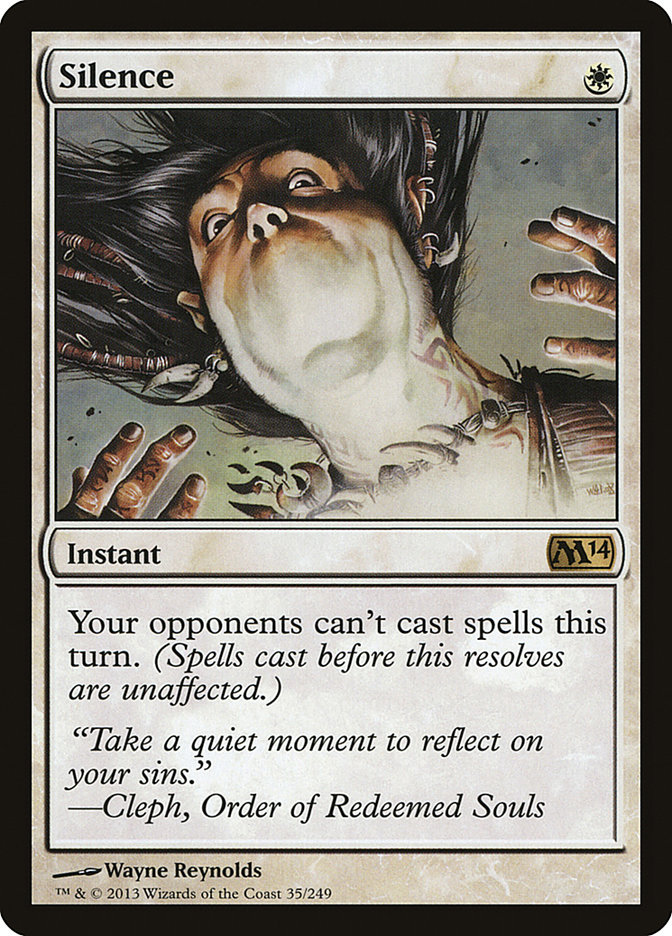 Silence
Instant
M14
Your opponents can't cast spells this
turn. (Spells cast before this resolves
are unaffected.)
"Take a quiet moment to reflect on
your sins."
—Cleph, Order of Redeemed Souls
Wayne Reynolds
™ & © 2013 Wizards of the Coast 35/249